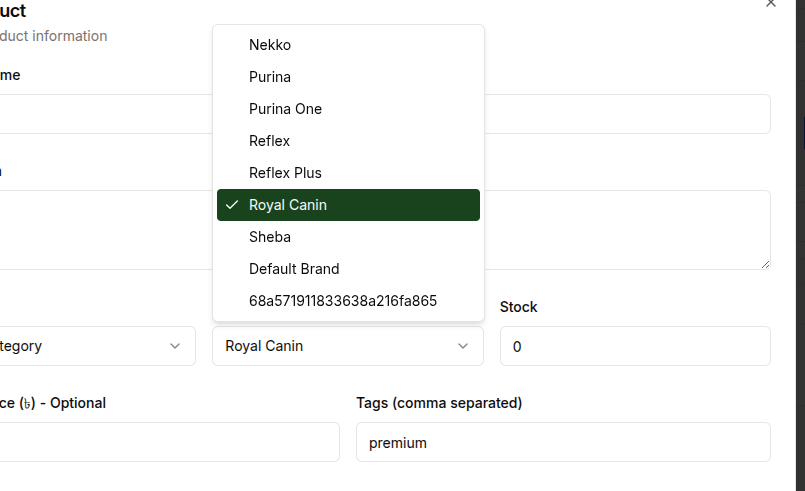 uct
duct information
me
Nekko
Purina
Purina One
Reflex
Reflex Plus
Royal Canin
Sheba
Default Brand
68a571911833638a216fa865
Stock
tegory
Royal Canin
0
ce (৳) - Optional
Tags (comma separated)
premium